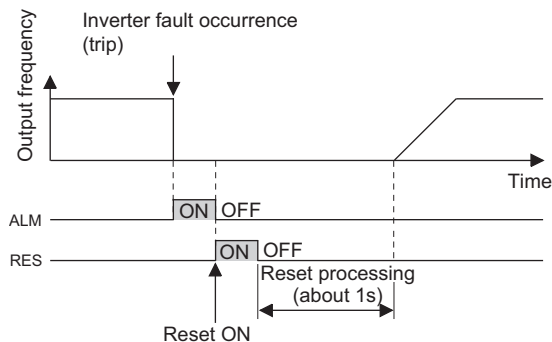 Inverter fault occurrence
(trip)
Output frequency
Time
ALM
ON OFF
RES
ON OFF
Reset processing
(about 1s)
Reset ON